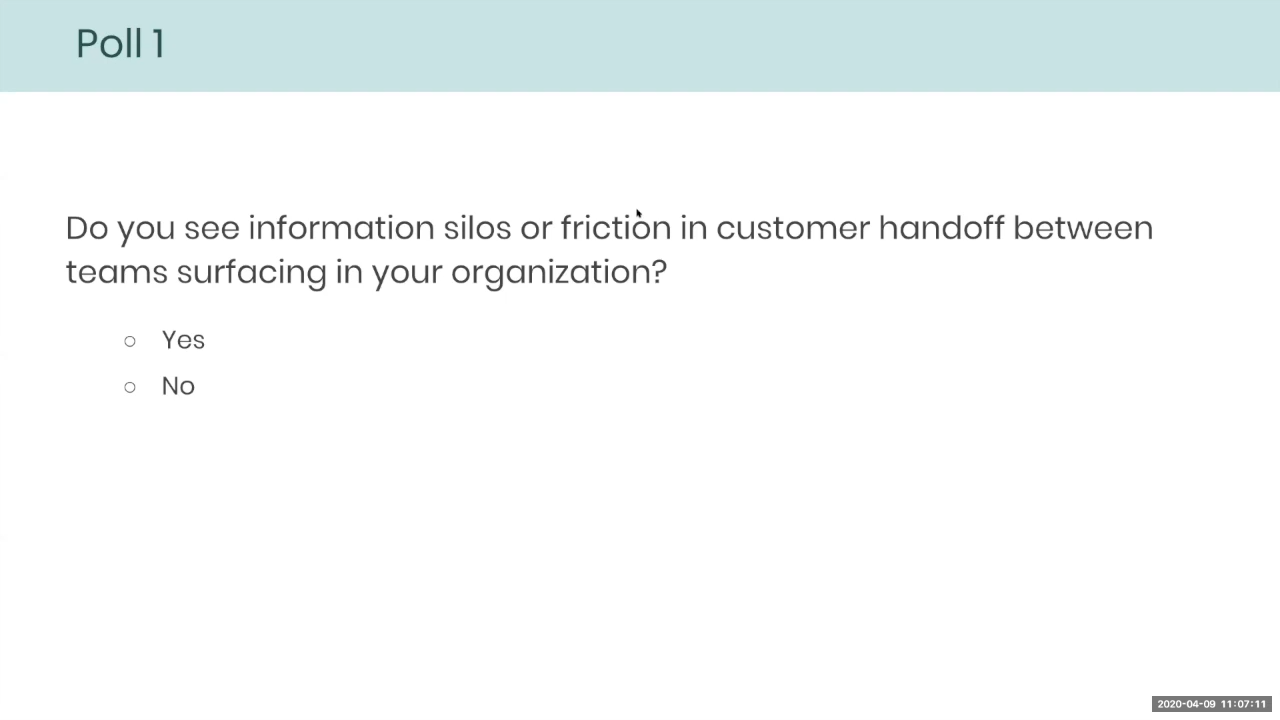 Poll 1
Do you see information silos or friction in customer handoff between
teams surfacing in your organization?
○ Yes
○ No
2020-04-09 11:07:11